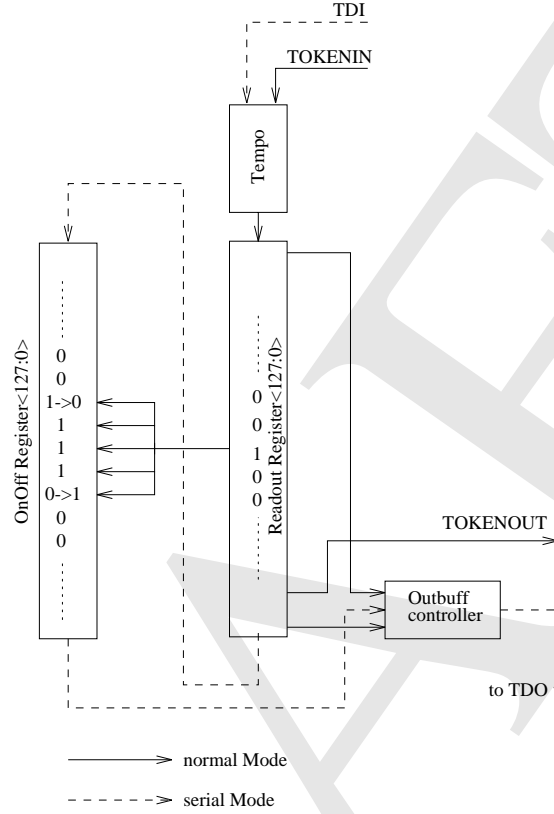 TDI
TOKENIN
Tempo
OnOff Register<127:0>
0
0
1->0
1
1
1
0->1
0
0
Readout Register<127:0>
0
0
1
0
0
TOKENOUT
Outbuff
controller
to TDO
normal Mode
serial Mode